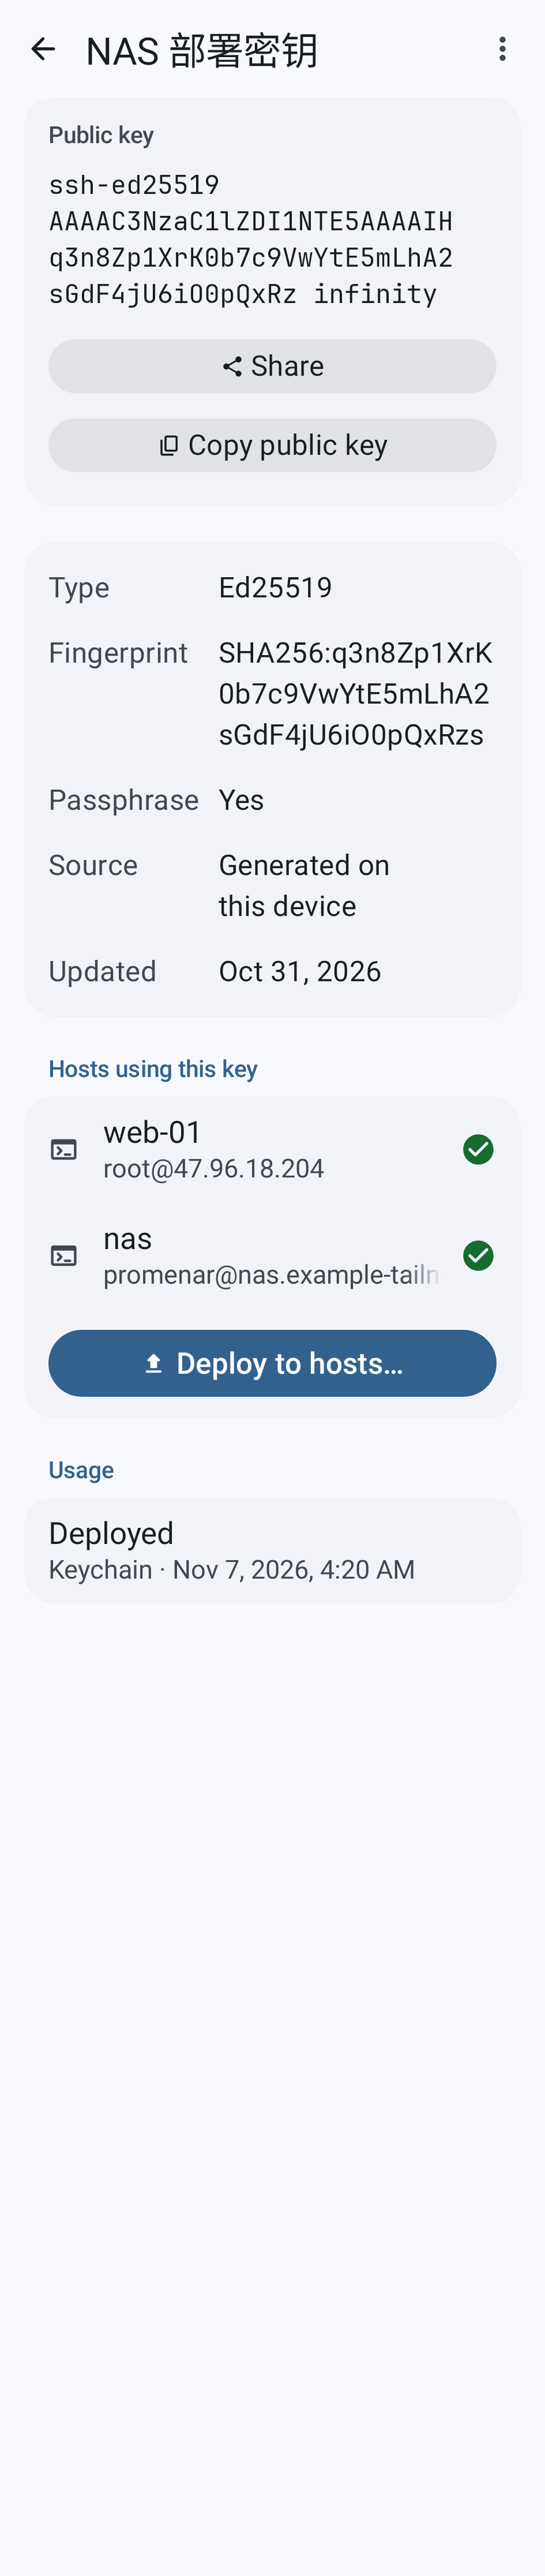 NAS 部署密钥
Public key
ssh-ed25519
AAAAC3NzaC1lZDI1NTE5AAAAIH
q3n8Zp1XrK0b7c9VwYtE5mLhA2
sGdF4jU6iO0pQxRz infinity
Share
Copy public key
Type Ed25519
Fingerprint SHA256:q3n8Zp1XrK
0b7c9VwYtE5mLhA2
sGdF4jU6iO0pQxRzs
Passphrase Yes
Source Generated on
this device
Updated Oct 31, 2026
Hosts using this key
web-01
root@47.96.18.204
nas
promenar@nas.example-tailn
Deploy to hosts…
Usage
Deployed
Keychain · Nov 7, 2026, 4:20 AM